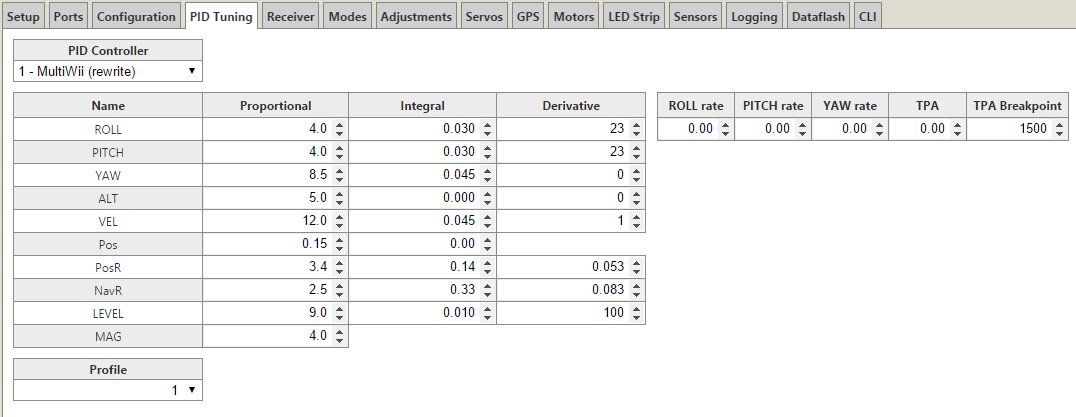 Setup Ports Configuration PID Tuning Receiver Modes Adjustments Servos GPS Motors LED Strip Sensors Logging Dataflash CLI
PID Controller
1 - MultiWii (rewrite)
Name Proportional Integral Derivative ROLL rate PITCH rate YAW rate TPA TPA Breakpoint
ROLL 4.0 0.030 23 0.00 0.00 0.00 0.00 1500
PITCH 4.0 0.030 23
YAW 8.5 0.045 0
ALT 5.0 0.000 0
VEL 12.0 0.045 1
Pos 0.15 0.00
PosR 3.4 0.14 0.053
NavR 2.5 0.33 0.083
LEVEL 9.0 0.010 100
MAG 4.0
Profile
1